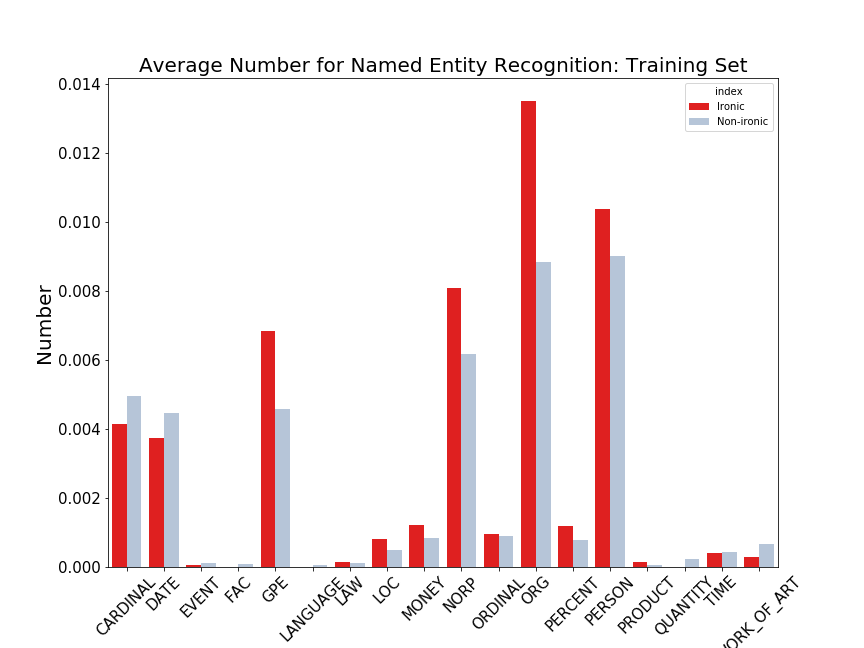 Average Number for Named Entity Recognition: Training Set
index
Ironic
Non-ironic
Number
0.014
0.012
0.010
0.008
0.006
0.004
0.002
0.000
CARDINAL
DATE
EVENT
FAC
GPE
LANGUAGE
LAW
LOC
MONEY
NORP
ORDINAL
ORG
PERCENT
PERSON
PRODUCT
QUANTITY
TIME
ORK_OF_ART